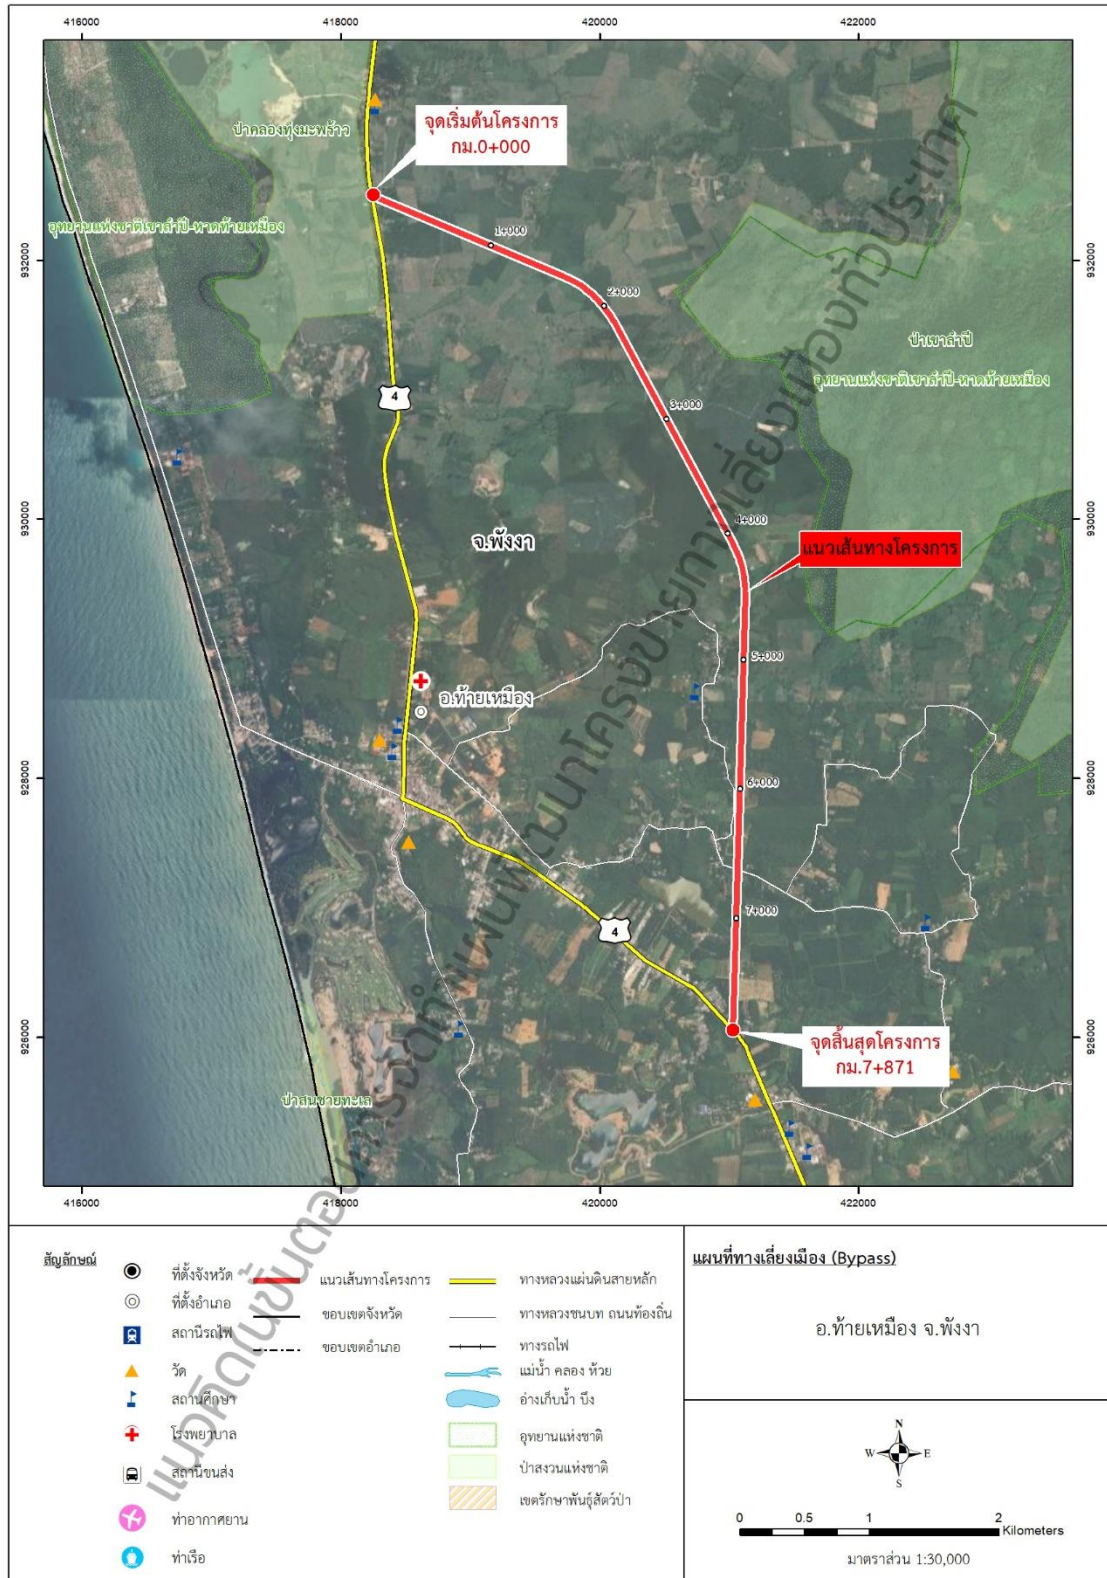 416000
418000
420000
422000
ป่าคลองทุ่งมะพร้าว
จุดเริ่มต้นโครงการ
กม.0+000
อุทยานแห่งชาติเขาลำปี-หาดท้ายเหมือง
1+000
932000
932000
2+000
ป่าเขาลำปี
อุทยานแห่งชาติเขาลำปี-หาดท้ายเหมือง
4
3+000
930000
930000
4+000
จ.พังงา
แนวเส้นทางโครงการ
5+000
อ.ท้ายเหมือง
928000
928000
6+000
7+000
4
926000
926000
จุดสิ้นสุดโครงการ
กม.7+871
ป่าสนชายทะเล
416000
418000
420000
422000
แนวคิดในขั้นตอนการจัดทำแผนพัฒนาโครงข่ายทางเลี่ยงเมืองทั่วประเทศ
สัญลักษณ์
ที่ตั้งจังหวัด
ที่ตั้งอำเภอ
สถานีรถไฟ
วัด
สถานศึกษา
โรงพยาบาล
สถานีขนส่ง
ท่าอากาศยาน
ท่าเรือ
แนวเส้นทางโครงการ
ขอบเขตจังหวัด
ขอบเขตอำเภอ
ทางหลวงแผ่นดินสายหลัก
ทางหลวงชนบท ถนนท้องถิ่น
ทางรถไฟ
แม่น้ำ คลอง ห้วย
อ่างเก็บน้ำ บึง
อุทยานแห่งชาติ
ป่าสงวนแห่งชาติ
เขตรักษาพันธุ์สัตว์ป่า
แผนที่ทางเลี่ยงเมือง (Bypass)
อ.ท้ายเหมือง จ.พังงา
N
W E
S
0 0.5 1 2
Kilometers
มาตราส่วน 1:30,000